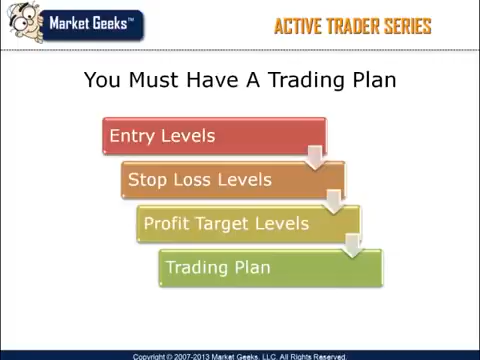 Market Geeks™
ACTIVE TRADER SERIES
You Must Have A Trading Plan
Entry Levels
Stop Loss Levels
Profit Target Levels
Trading Plan
Copyright © 2007-2013 Market Geeks, LLC. All Rights Reserved.